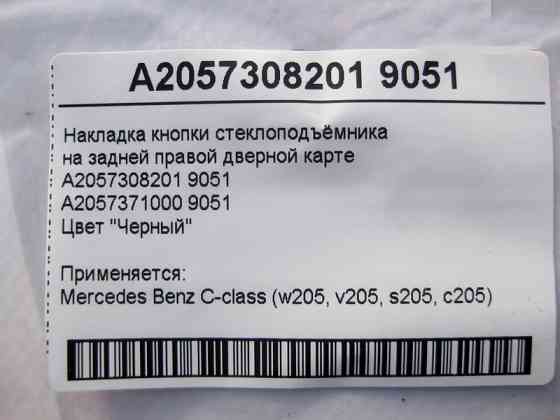 A2057308201 9051
Накладка кнопки стеклоподъёмника
на задней правой дверной карте
A2057308201 9051
A2057371000 9051
Цвет "Черный"
Применяется:
Mercedes Benz C-class (w205, v205, s205, c205)